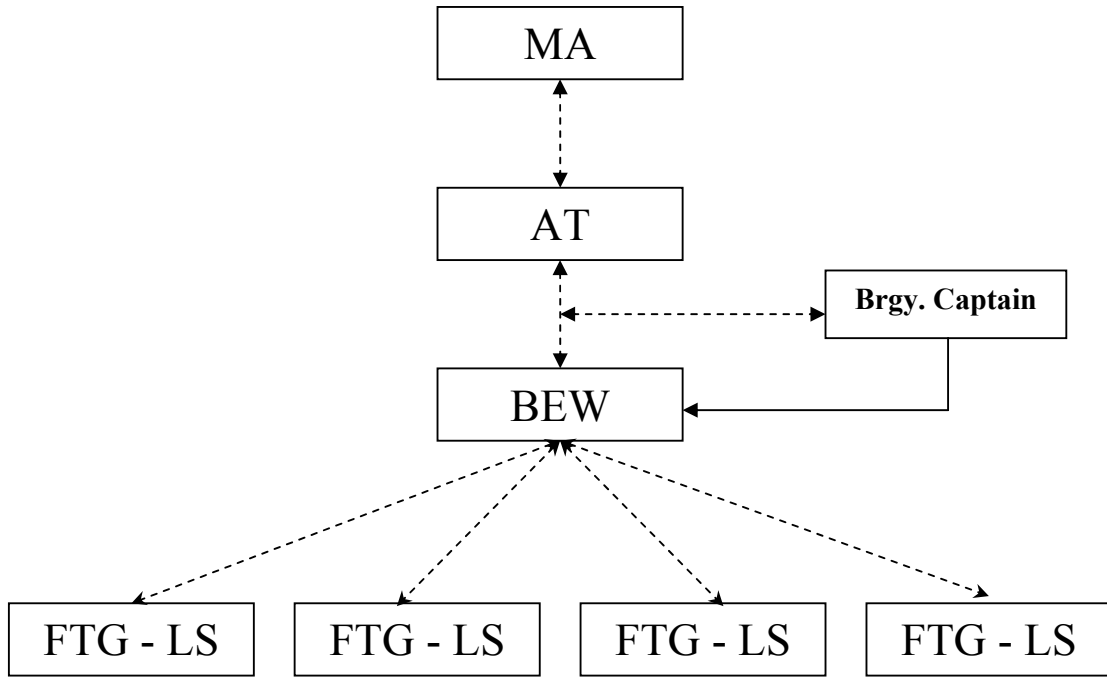 MA
AT
Brgy. Captain
BEW
FTG - LS
FTG - LS
FTG - LS
FTG - LS